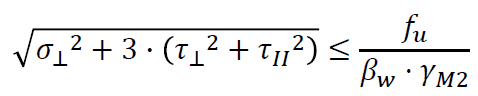 √(σ⊥² + 3 · (τ⊥² + τII²)) ≤ fu / (βw · γM2)